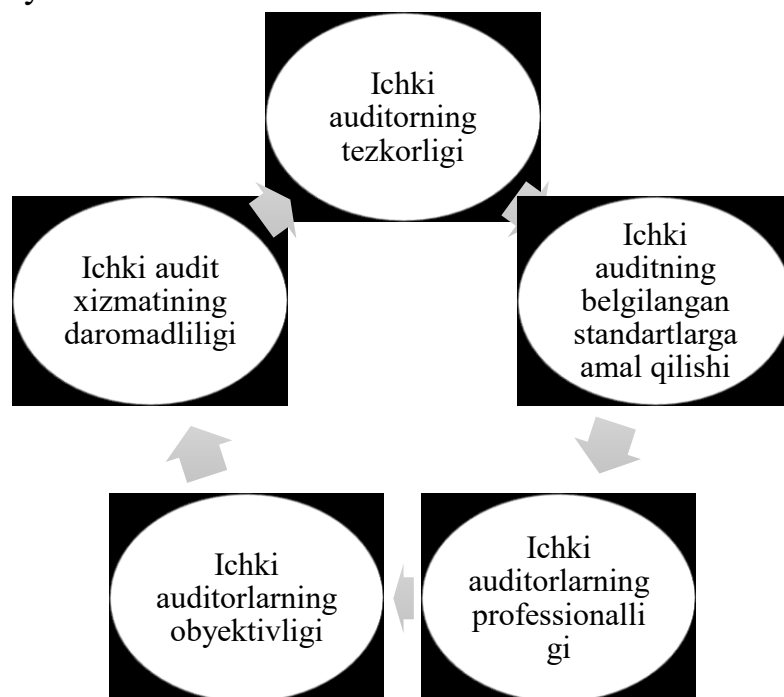 Ichki
auditorning
tezkorligi
Ichki
auditning
belgilangan
standartlarga
amal qilishi
Ichki
auditorlarning
professionalli
gi
Ichki
auditorlarning
obyektivligi
Ichki audit
xizmatining
daromadliligi